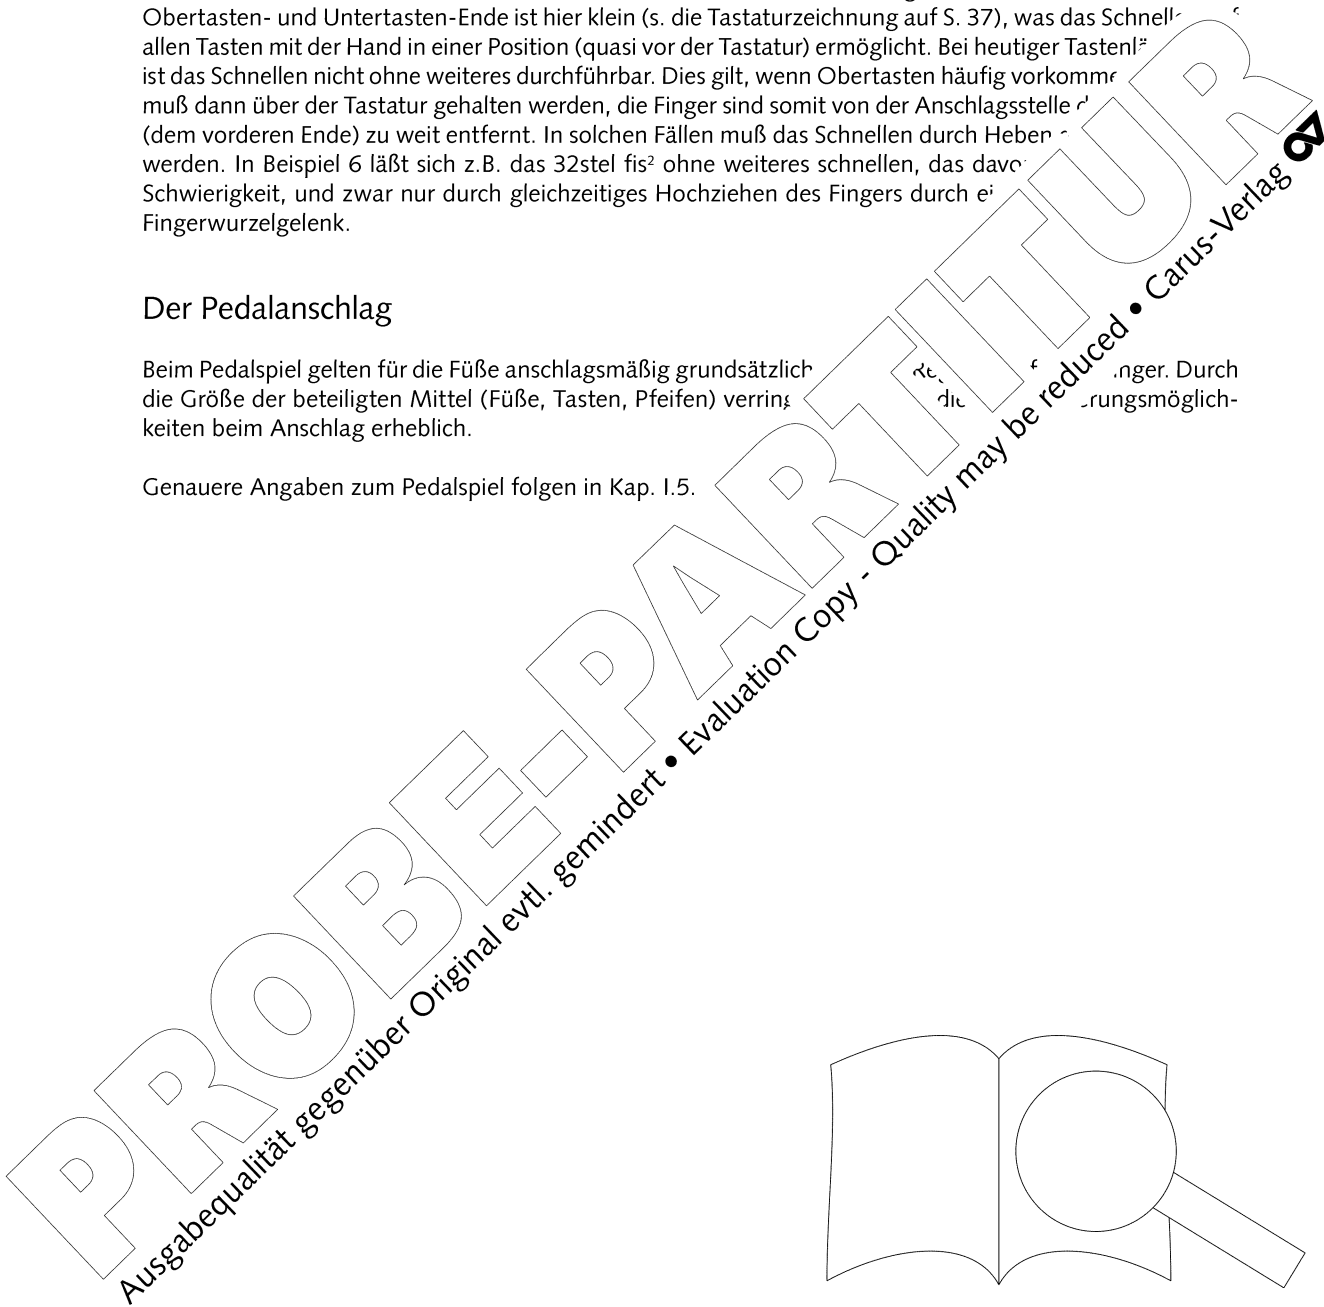 Obertasten- und Untertasten-Ende ist hier klein (s. die Tastaturzeichnung auf S. 37), was das
allen Tasten mit der Hand in einer Position (quasi vor der Tastatur) ermöglicht. Bei heutiger
ist das Schnellen nicht ohne weiteres durchführbar. Dies gilt, wenn Obertasten häufig
muß dann über der Tastatur gehalten werden, die Finger sind somit von der Anschlagsstelle
(dem vorderen Ende) zu weit entfernt. In solchen Fällen muß das Schnellen durch Heben
werden. In Beispiel 6 läßt sich z.B. das 32stel fis² ohne weiteres schnellen, das
Schwierigkeit, und zwar nur durch gleichzeitiges Hochziehen des Fingers durch
Fingerwurzelgelenk.
Der Pedalanschlag
Beim Pedalspiel gelten für die Füße anschlagsmäßig grundsätzlich Durch
die Größe der beteiligten Mittel (Füße, Tasten, Pfeifen)
keiten beim Anschlag erheblich.
Genauere Angaben zum Pedalspiel folgen in Kap. I.5.
PROBE-PARTITUR
Ausgabequalität gegenüber Original evtl. gemindert • Evaluation Copy - Quality may be reduced • Carus-Verlag